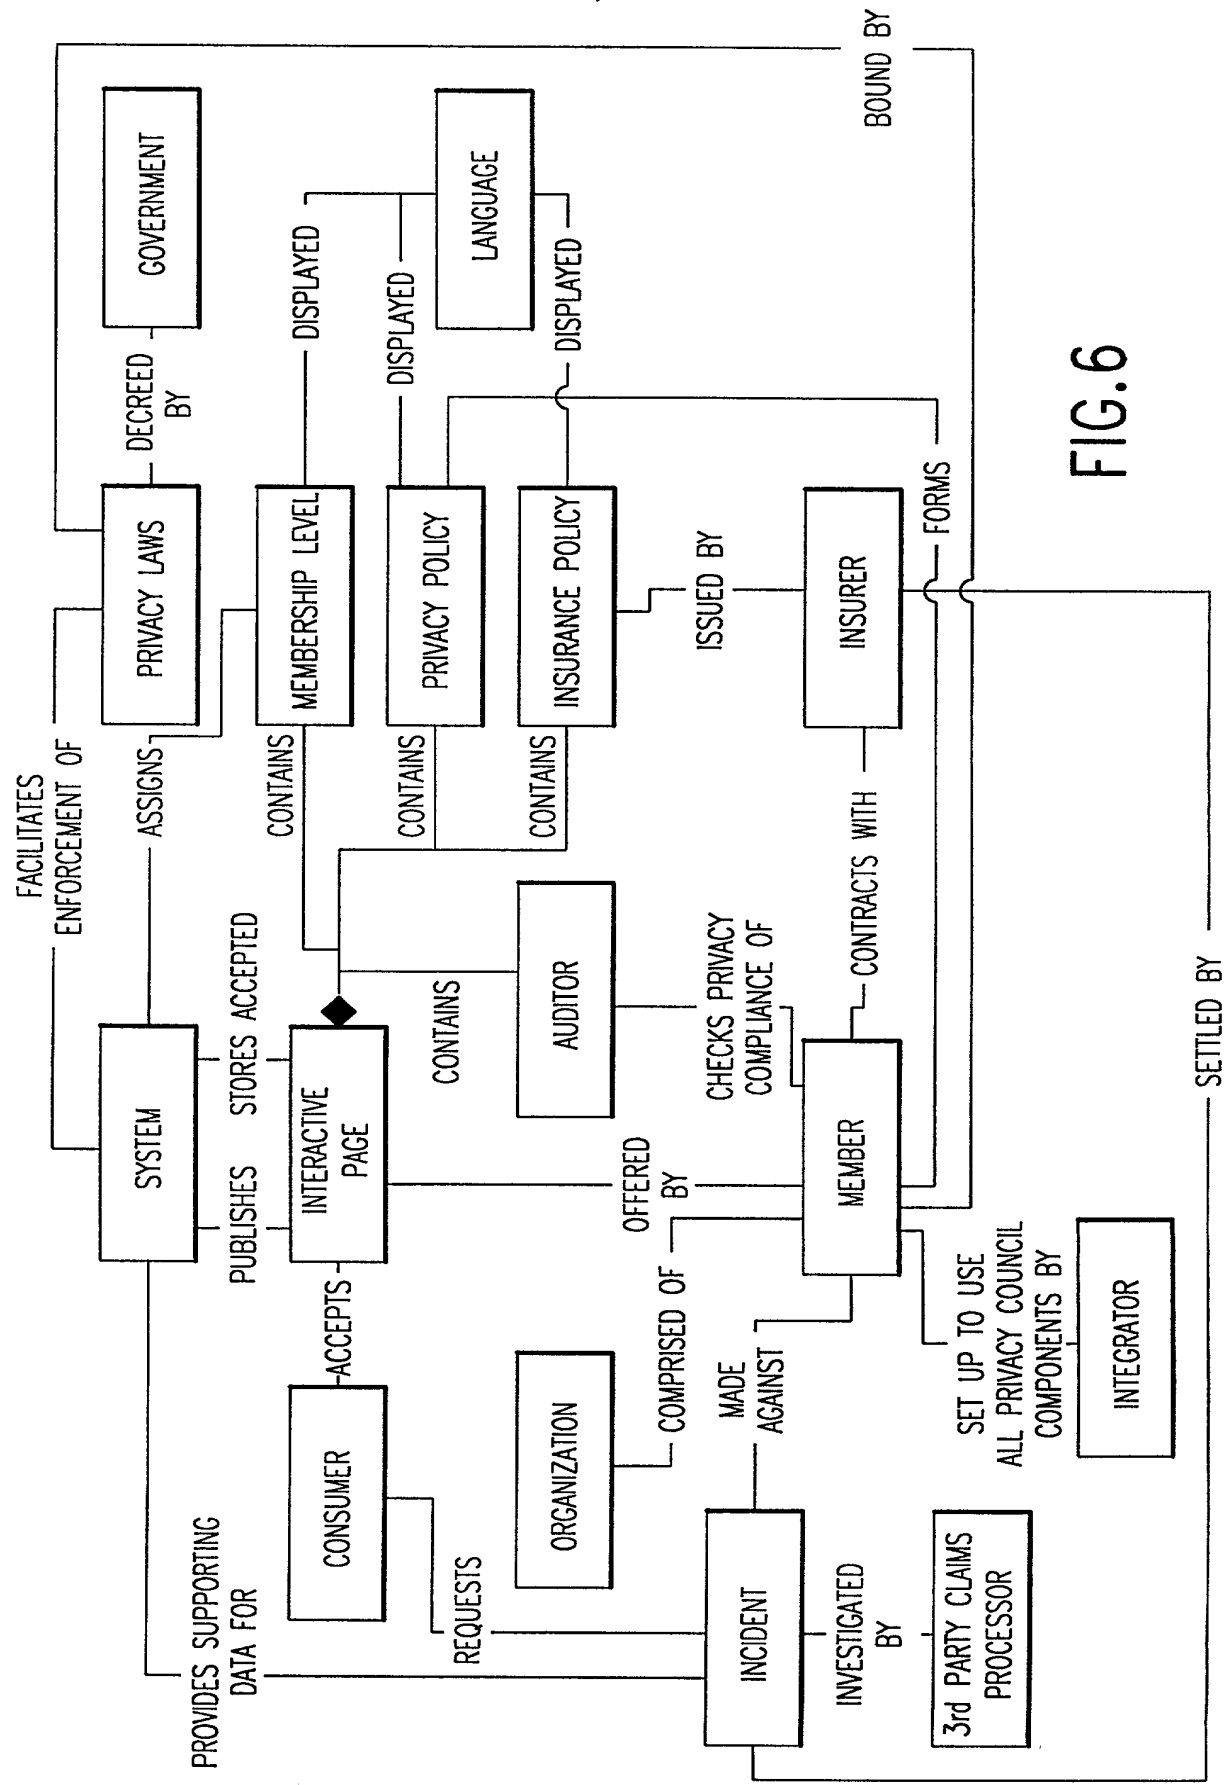 FACILITATES
ENFORCEMENT OF
PROVIDES SUPPORTING
DATA FOR
SYSTEM
ASSIGNS
PRIVACY LAWS
DECREED
BY
GOVERNMENT
PUBLISHES
STORES ACCEPTED
CONSUMER
ACCEPTS
INTERACTIVE
PAGE
CONTAINS
MEMBERSHIP LEVEL
DISPLAYED
CONTAINS
PRIVACY POLICY
DISPLAYED
LANGUAGE
REQUESTS
CONTAINS
CONTAINS
INSURANCE POLICY
DISPLAYED
ORGANIZATION
AUDITOR
OFFERED
BY
COMPRISED OF
CHECKS PRIVACY
COMPLIANCE OF
ISSUED BY
MADE
AGAINST
INCIDENT
MEMBER
CONTRACTS WITH
INSURER
BOUND BY
INVESTIGATED
BY
FORMS
SET UP TO USE
ALL PRIVACY COUNCIL
COMPONENTS BY
3rd PARTY CLAIMS
PROCESSOR
INTEGRATOR
SETTLED BY
FIG.6